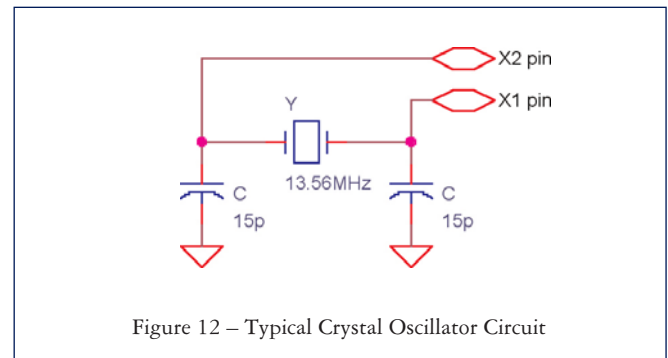 X2 pin
X1 pin
Y
13.56MHz
C
15p
C
15p
Figure 12 – Typical Crystal Oscillator Circuit